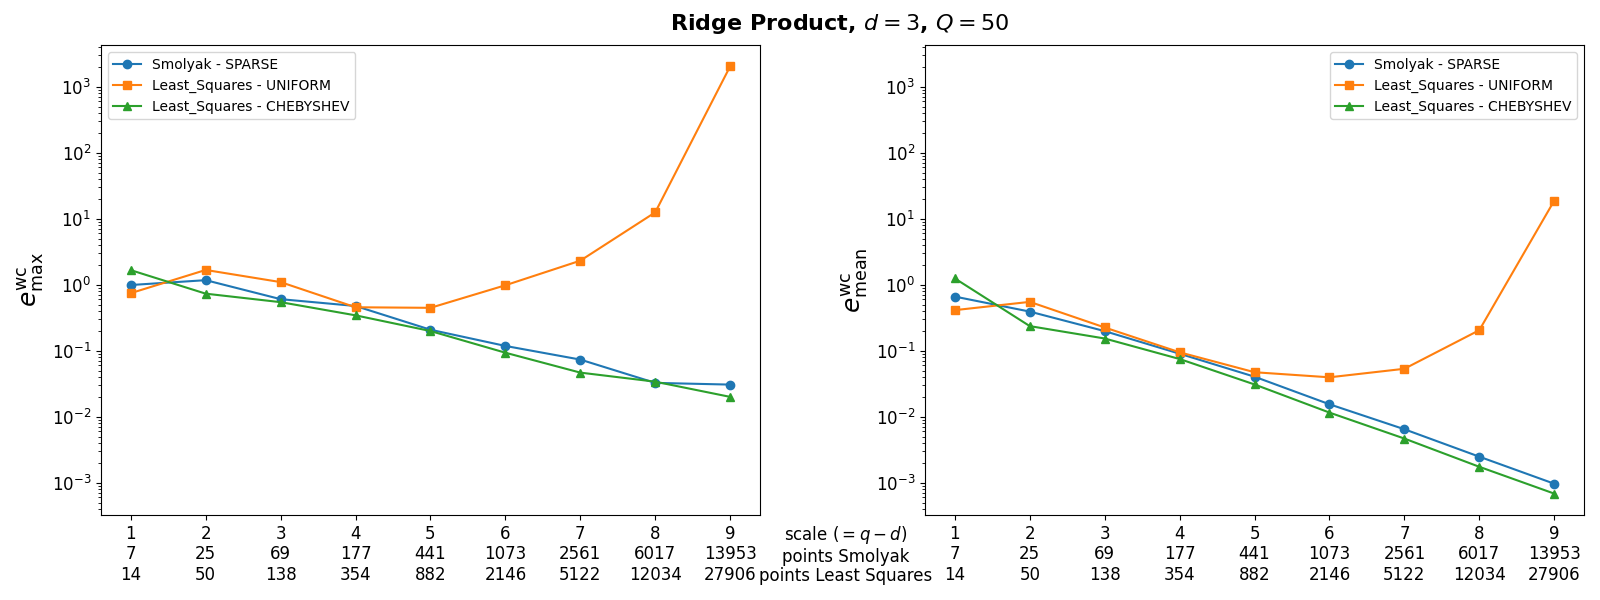 Ridge Product, d = 3, Q = 50
Smolyak - SPARSE
Least_Squares - UNIFORM
Least_Squares - CHEBYSHEV
10³
10²
10¹
10⁰
10⁻¹
10⁻²
10⁻³
e^wc_max
1 2 3 4 5 6 7 8 9
7 25 69 177 441 1073 2561 6017 13953
14 50 138 354 882 2146 5122 12034 27906
scale (= q − d)
points Smolyak
points Least Squares
Smolyak - SPARSE
Least_Squares - UNIFORM
Least_Squares - CHEBYSHEV
10³
10²
10¹
10⁰
10⁻¹
10⁻²
10⁻³
e^wc_mean
1 2 3 4 5 6 7 8 9
7 25 69 177 441 1073 2561 6017 13953
14 50 138 354 882 2146 5122 12034 27906